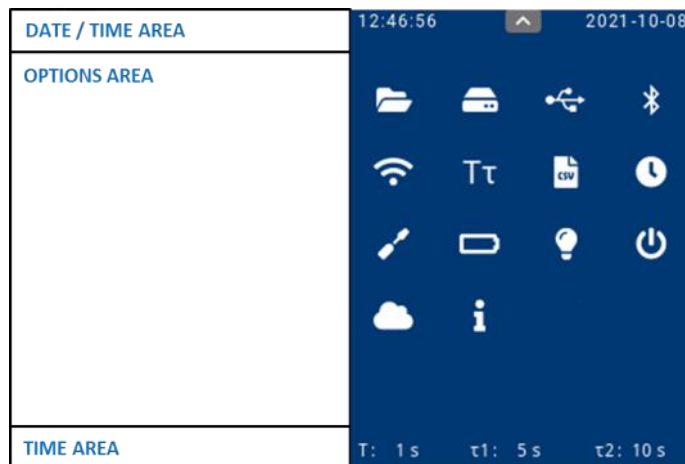 DATE / TIME AREA
12:46:56 2021-10-08
OPTIONS AREA
Tτ
CSV
TIME AREA
T: 1 s τ1: 5 s τ2: 10 s